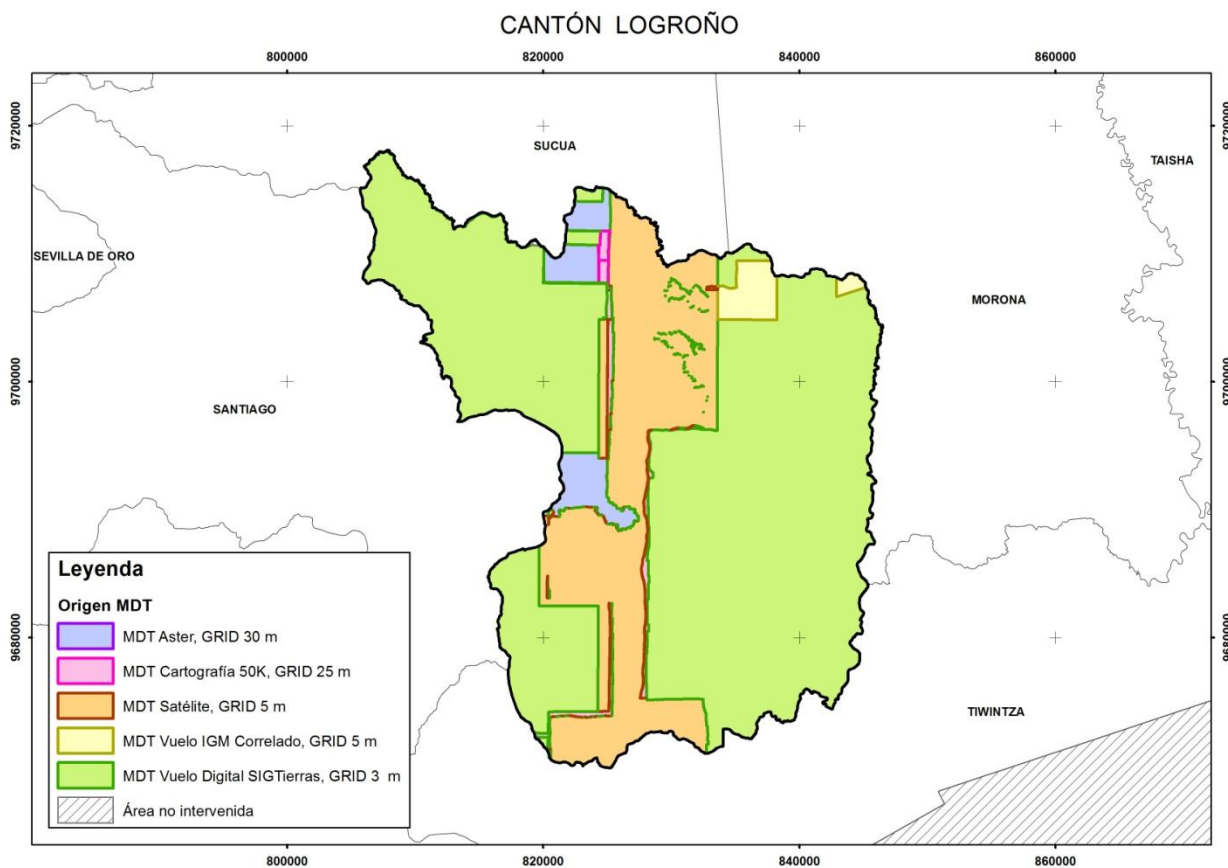 CANTÓN LOGROÑO
800000
820000
840000
860000
9720000
9720000
SUCUA
TAISHA
SEVILLA DE ORO
MORONA
9700000
9700000
SANTIAGO
Leyenda
Origen MDT
MDT Aster, GRID 30 m
MDT Cartografía 50K, GRID 25 m
MDT Satélite, GRID 5 m
MDT Vuelo IGM Correlado, GRID 5 m
MDT Vuelo Digital SIGTierras, GRID 3 m
Área no intervenida
9680000
9680000
TIWINTZA
800000
820000
840000
860000